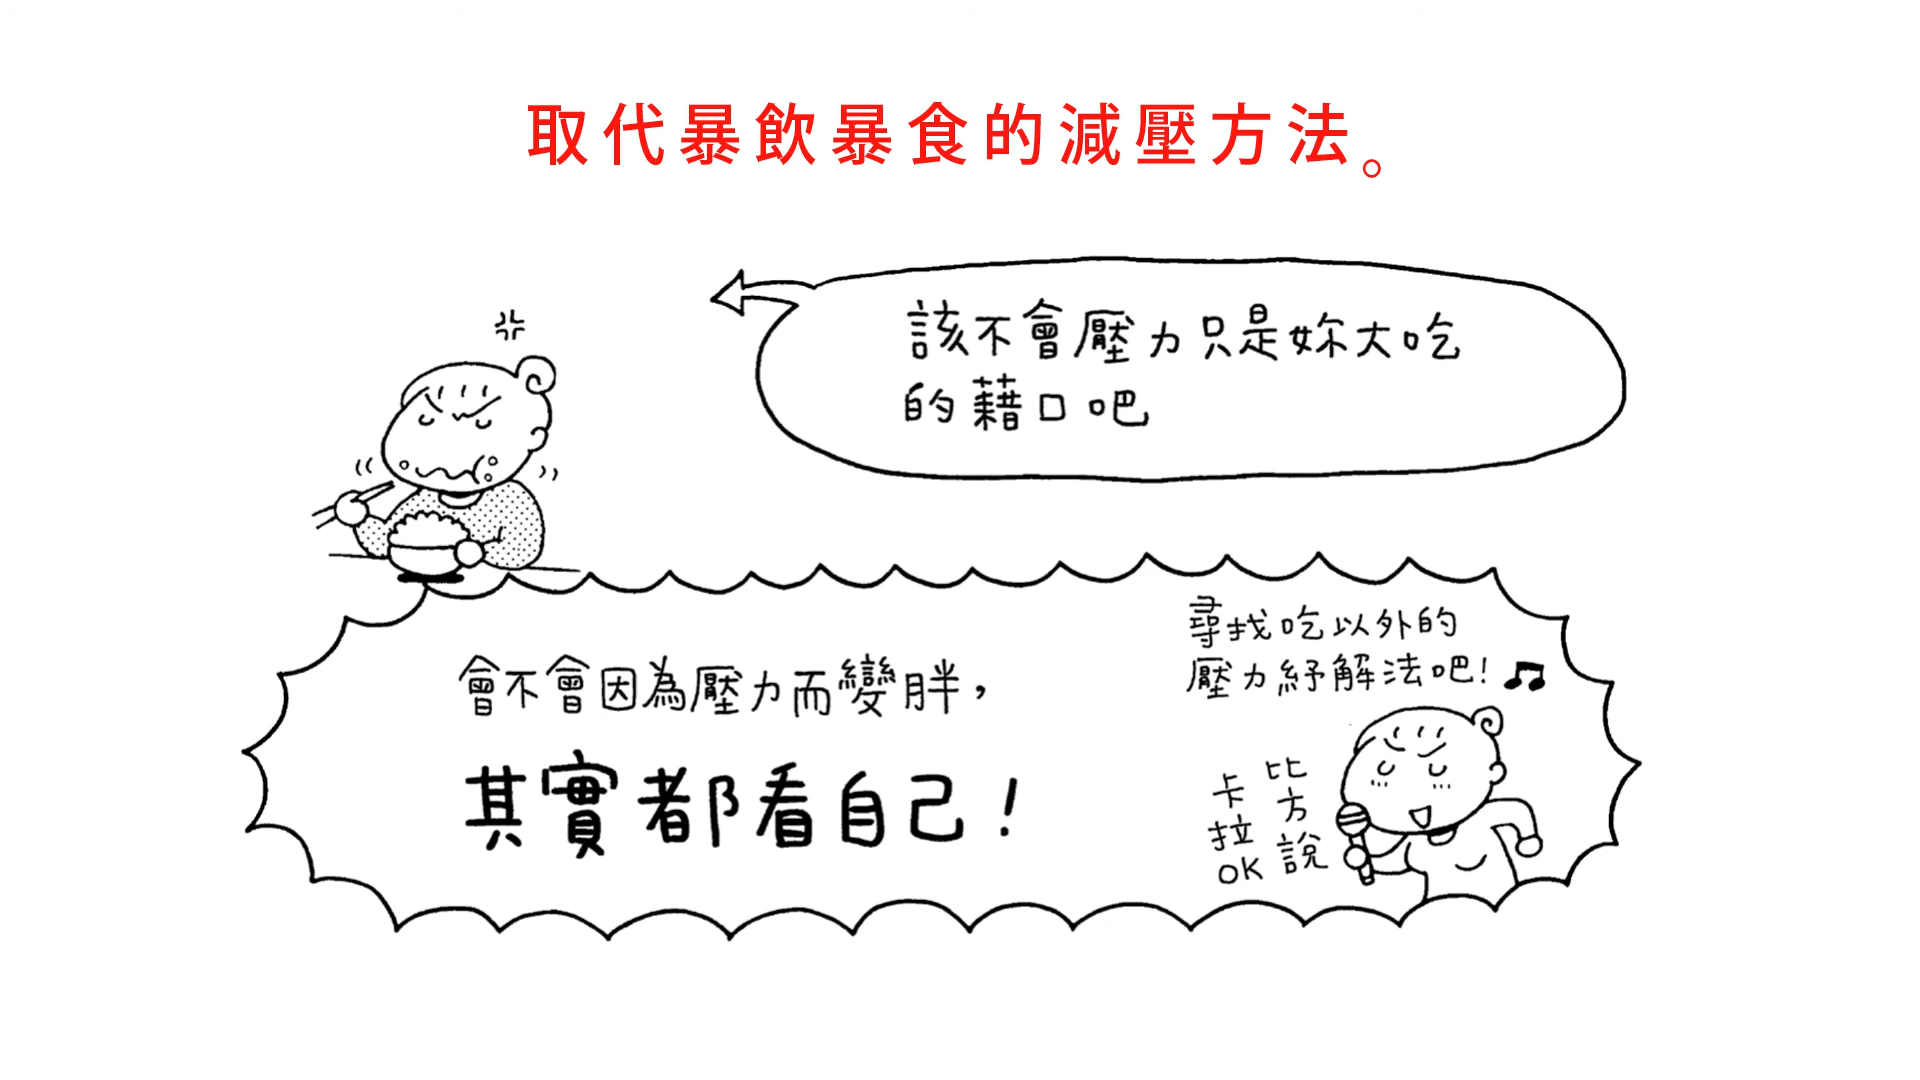 取代暴飲暴食的減壓方法。
該不會壓力只是妳大吃
的藉口吧
會不會因為壓力而變胖，
其實都看自己！
尋找吃以外的
壓力紓解法吧！
比方說
卡拉OK